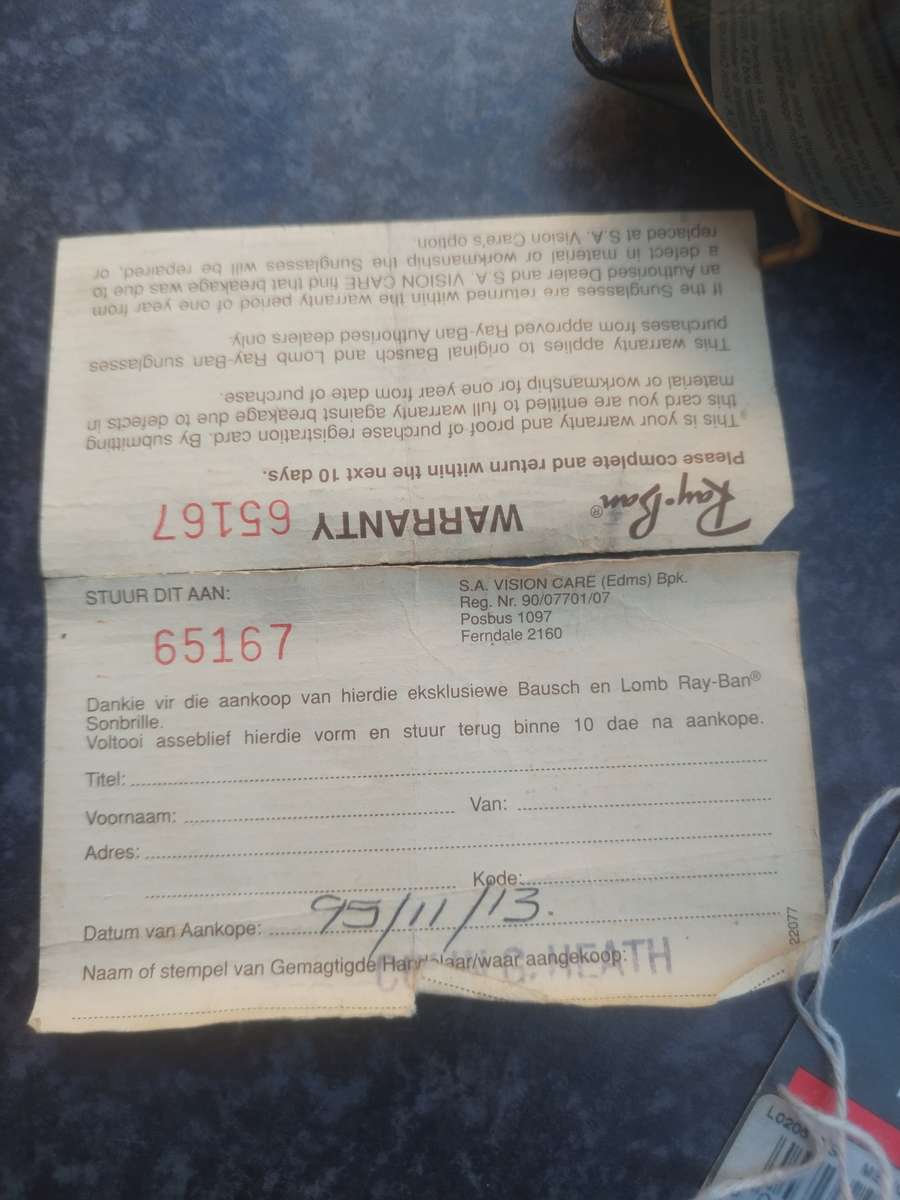 Ray-Ban® WARRANTY 65167
Please complete and return within the next 10 days.
This is your warranty and proof of purchase registration card. By submitting
this card you are entitled to full warranty against breakage due to defects in
material or workmanship for one year from date of purchase.
This warranty applies to original Bausch and Lomb Ray-Ban sunglasses
purchases from approved Ray-Ban Authorised dealers only.
If the Sunglasses are returned within the warranty period of one year from
an Authorised Dealer and S.A. VISION CARE find that breakage was due to
a defect in material or workmanship the Sunglasses will be repaired, or
replaced at S.A. Vision Care's option.
STUUR DIT AAN:
65167
S.A. VISION CARE (Edms) Bpk.
Reg. Nr. 90/07701/07
Posbus 1097
Ferndale 2160
Dankie vir die aankoop van hierdie eksklusiewe Bausch en Lomb Ray-Ban®
Sonbrille.
Voltooi asseblief hierdie vorm en stuur terug binne 10 dae na aankope.
Titel:
Voornaam: Van:
Adres:
Kode:
Datum van Aankope: 95/11/13.
Naam of stempel van Gemagtigde Handelaar/waar aangekoop:
HEATH
22077